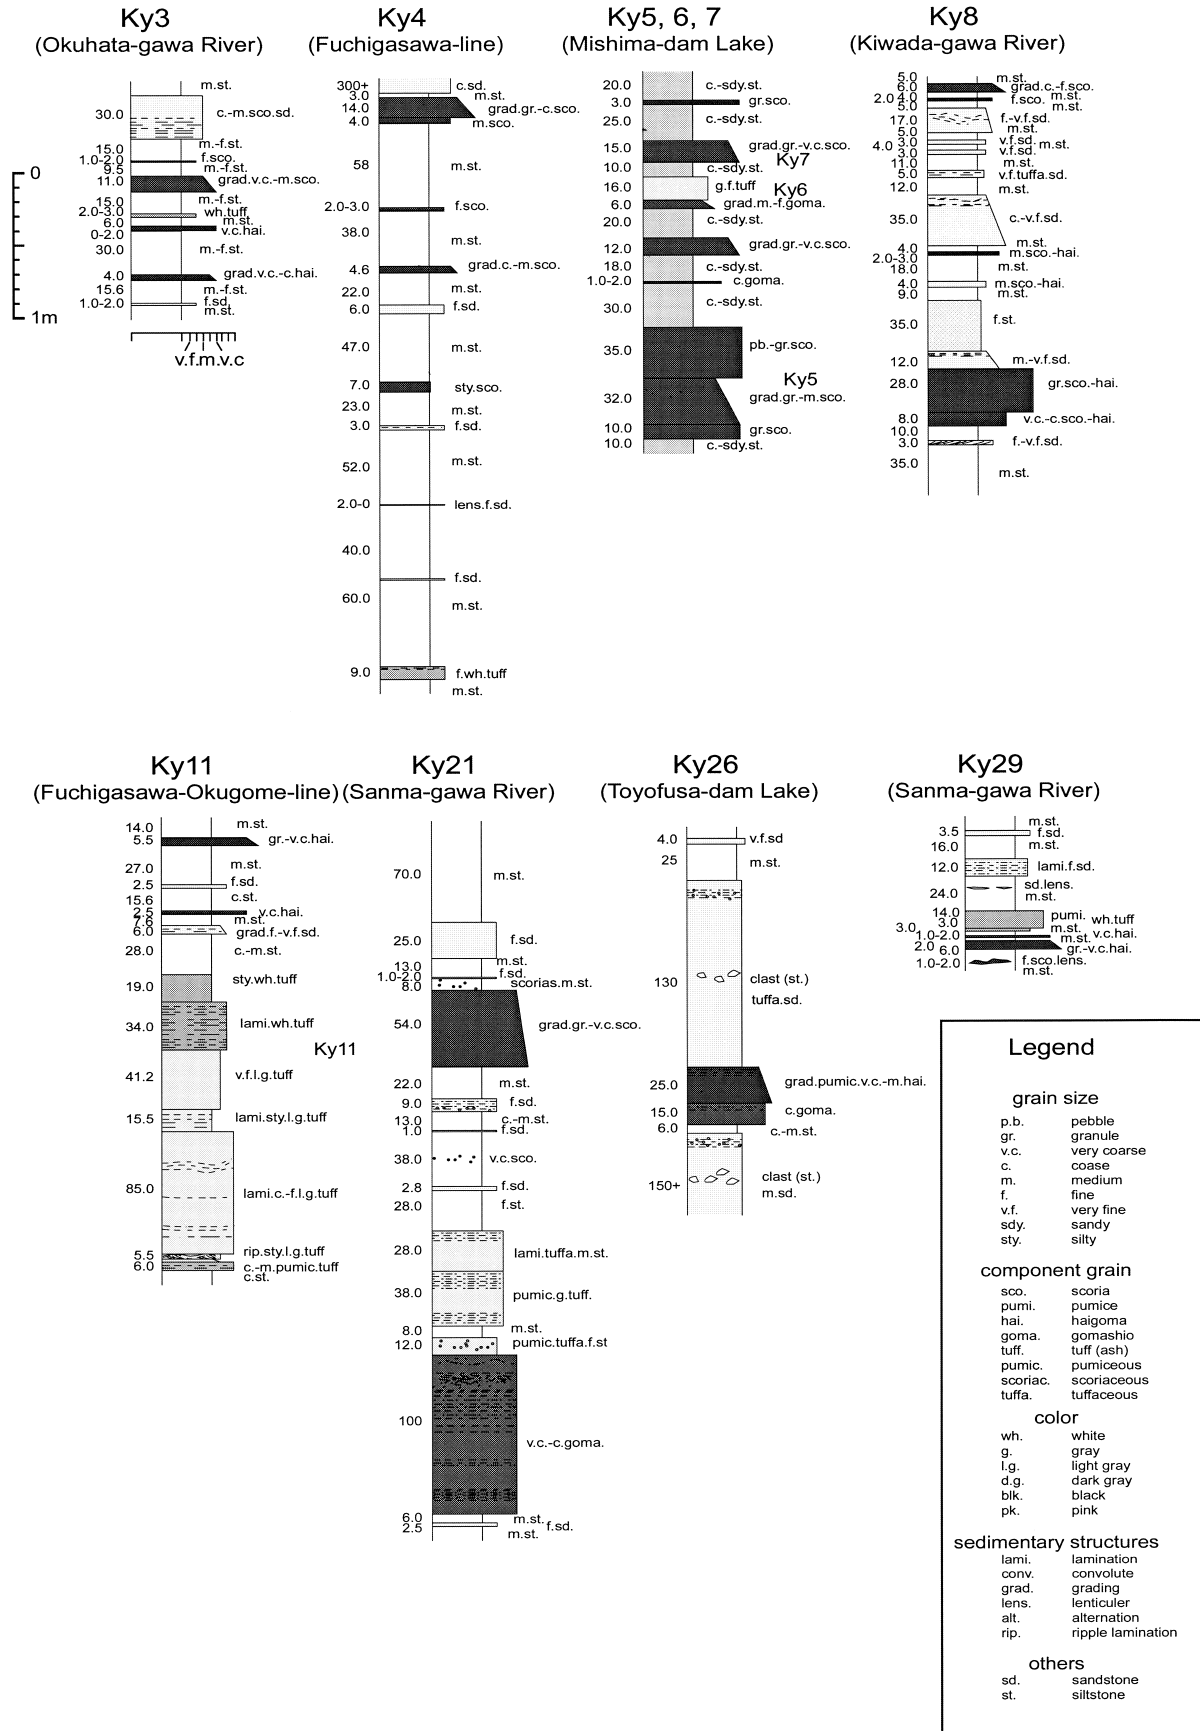 Ky3
(Okuhata-gawa River)
m.st.
30.0 c.-m.sco.sd.
15.0 m.-f.st.
1.0-2.0 f.sco.
9.5 m.-f.st.
11.0 grad.v.c.-m.sco.
15.0 m.-f.st.
2.0-3.0 wh.tuff
6.0 m.st.
0-2.0 v.c.hai.
30.0 m.-f.st.
4.0 grad.v.c.-c.hai.
15.6 m.-f.st.
1.0-2.0 f.sd.
m.st.
0
1m
v.f.m.v.c
Ky4
(Fuchigasawa-line)
300+ c.sd.
3.0 m.st.
14.0 grad.gr.-c.sco.
4.0 m.sco.
58 m.st.
2.0-3.0 f.sco.
38.0 m.st.
4.6 grad.c.-m.sco.
22.0 m.st.
6.0 f.sd.
47.0 m.st.
7.0 sty.sco.
23.0 m.st.
3.0 f.sd.
52.0 m.st.
2.0-0 lens.f.sd.
40.0
f.sd.
60.0 m.st.
9.0 f.wh.tuff
m.st.
Ky5, 6, 7
(Mishima-dam Lake)
20.0 c.-sdy.st.
3.0 gr.sco.
25.0 c.-sdy.st.
15.0 grad.gr.-v.c.sco.
Ky7
10.0 c.-sdy.st.
16.0 g.f.tuff
Ky6
6.0 grad.m.-f.goma.
20.0 c.-sdy.st.
12.0 grad.gr.-v.c.sco.
18.0 c.-sdy.st.
1.0-2.0 c.goma.
30.0 c.-sdy.st.
35.0 pb.-gr.sco.
Ky5
32.0 grad.gr.-m.sco.
10.0 gr.sco.
10.0 c.-sdy.st.
Ky8
(Kiwada-gawa River)
5.0 m.st.
6.0 grad.c.-f.sco.
4.0 m.st.
2.0 f.sco.
5.0 m.st.
17.0 f.-v.f.sd.
5.0 m.st.
4.0 v.f.sd. m.st.
3.0 v.f.sd.
11.0 m.st.
5.0 v.f.tuffa.sd.
12.0 m.st.
35.0 c.-v.f.sd.
4.0 m.st.
2.0-3.0 m.sco-hai.
18.0 m.st.
4.0 m.sco-hai.
9.0 m.st.
35.0 f.st.
12.0 m.-v.f.sd.
28.0 gr.sco.-hai.
8.0 v.c.-c.sco.-hai.
10.0
3.0 f.-v.f.sd.
35.0 m.st.
Ky11
(Fuchigasawa-Okugome-line)
14.0 m.st.
5.5 gr.-v.c.hai.
27.0 m.st.
2.5 f.sd.
15.6 c.st.
2.5 v.c.hai.
7.6 m.st.
6.0 grad.f.-v.f.sd.
28.0 c.-m.st.
19.0 sty.wh.tuff
34.0 lami.wh.tuff
Ky11
41.2 v.f.l.g.tuff
15.5 lami.sty.l.g.tuff
85.0 lami.c.-f.l.g.tuff
5.5 rip.sty.l.g.tuff
6.0 c.-m.pumic.tuff
c.st.
Ky21
(Sanma-gawa River)
70.0 m.st.
25.0 f.sd.
13.0 m.st.
1.0-2.0 f.sd.
8.0 scorias.m.st.
54.0 grad.gr.-v.c.sco.
22.0 m.st.
9.0 f.sd.
13.0 c.-m.st.
1.0 f.sd.
38.0 v.c.sco.
2.8 f.sd.
28.0 f.st.
28.0 lami.tuffa.m.st.
38.0 pumic.g.tuff.
8.0 m.st.
12.0 pumic.tuffa.f.st
100 v.c.-c.goma.
6.0 m.st.
2.5 f.sd.
m.st.
Ky26
(Toyofusa-dam Lake)
4.0 v.f.sd
25 m.st.
130 clast (st.)
tuffa.sd.
25.0 grad.pumic.v.c.-m.hai.
15.0 c.goma.
6.0 c.-m.st.
150+ clast (st.)
m.sd.
Ky29
(Sanma-gawa River)
m.st.
3.5 f.sd.
16.0 m.st.
12.0 lami.f.sd.
sd.lens.
24.0 m.st.
14.0 pumi. wh.tuff
3.0
3.0 m.st.
1.0-2.0 v.c.hai.
2.0 m.st.
6.0 gr.-v.c.hai.
1.0-2.0 f.sco.lens.
m.st.
Legend
grain size
p.b. pebble
gr. granule
v.c. very coarse
c. coase
m. medium
f. fine
v.f. very fine
sdy. sandy
sty. silty
component grain
sco. scoria
pumi. pumice
hai. haigoma
goma. gomashio
tuff. tuff (ash)
pumic. pumiceous
scoriac. scoriaceous
tuffa. tuffaceous
color
wh. white
g. gray
l.g. light gray
d.g. dark gray
blk. black
pk. pink
sedimentary structures
lami. lamination
conv. convolute
grad. grading
lens. lenticuler
alt. alternation
rip. ripple lamination
others
sd. sandstone
st. siltstone